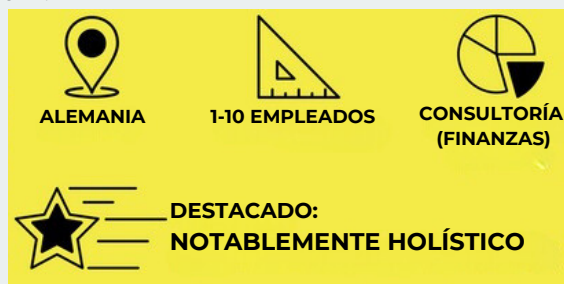 ALEMANIA
1-10 EMPLEADOS
CONSULTORÍA
(FINANZAS)
DESTACADO:
NOTABLEMENTE HOLÍSTICO